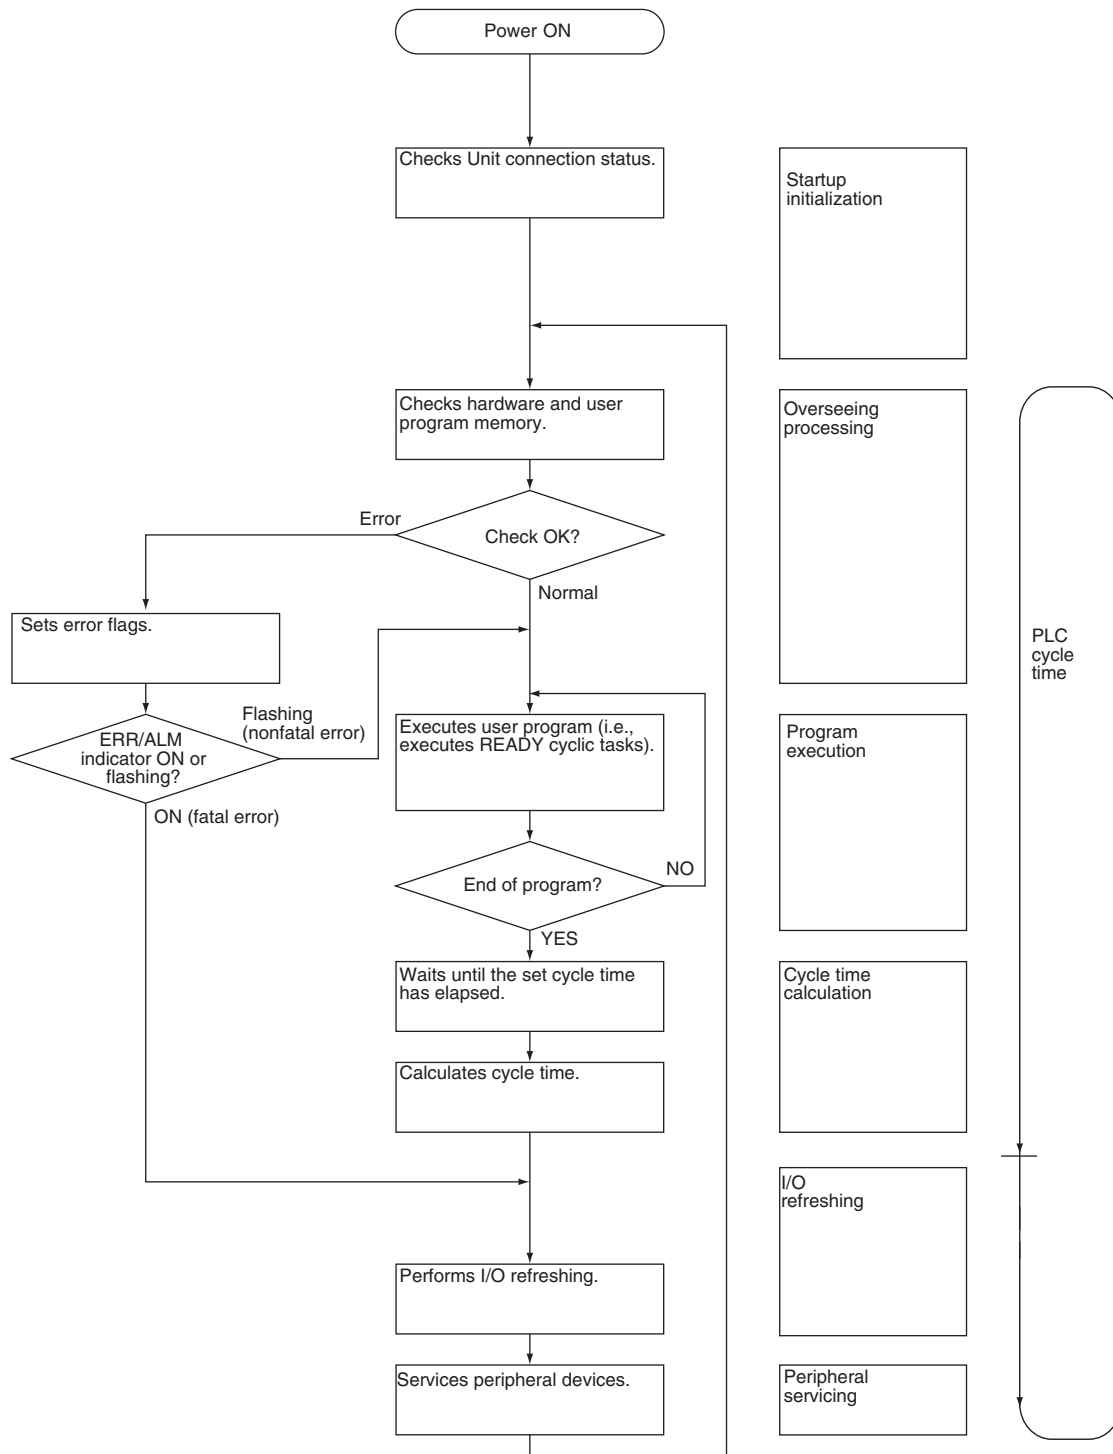 Power ON
Checks Unit connection status.
Startup
initialization
Checks hardware and user
program memory.
Overseeing
processing
Error
Check OK?
Normal
Sets error flags.
PLC
cycle
time
Flashing
(nonfatal error)
ERR/ALM
indicator ON or
flashing?
Executes user program (i.e.,
executes READY cyclic tasks).
Program
execution
ON (fatal error)
End of program?
NO
YES
Waits until the set cycle time
has elapsed.
Cycle time
calculation
Calculates cycle time.
I/O
refreshing
Performs I/O refreshing.
Services peripheral devices.
Peripheral
servicing